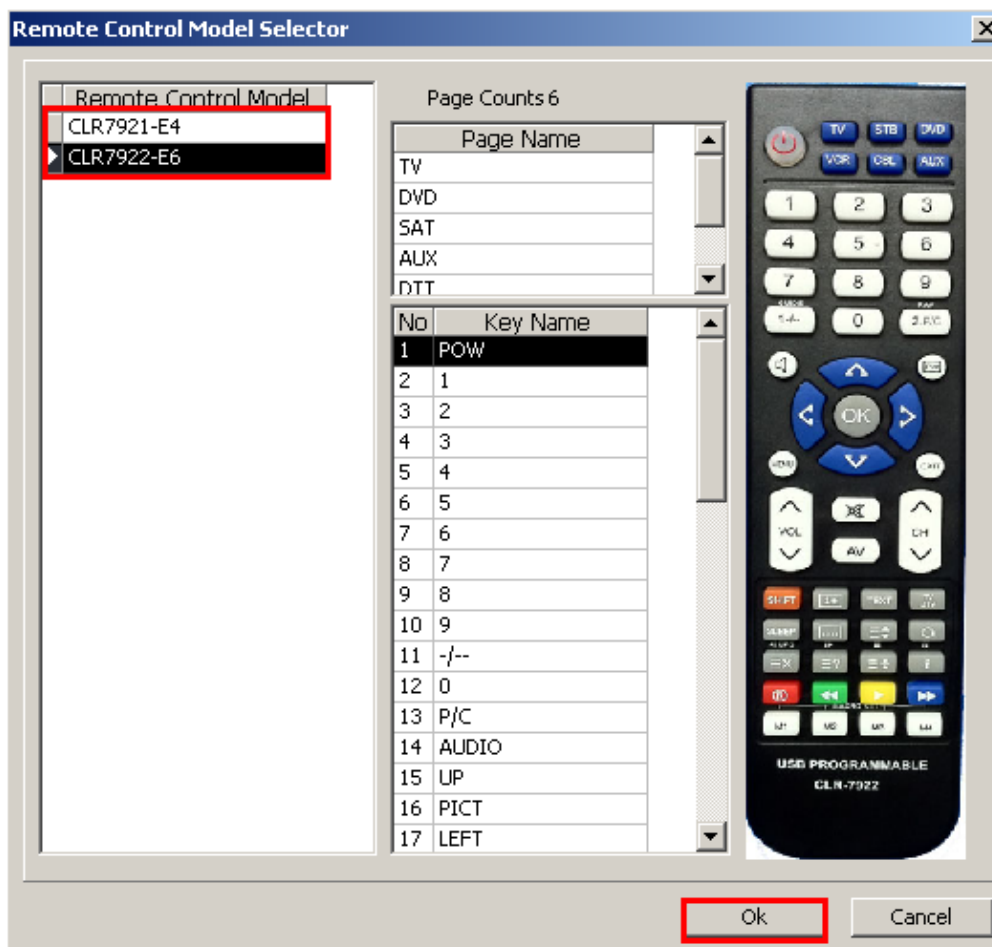 Remote Control Model Selector
Remote Control Model
CLR7921-E4
CLR7922-E6
Page Counts 6
Page Name
TV
DVD
SAT
AUX
DTT
No Key Name
1 POW
2 1
3 2
4 3
5 4
6 5
7 6
8 7
9 8
10 9
11 -/--
12 0
13 P/C
14 AUDIO
15 UP
16 PICT
17 LEFT
TV STB DVD
VCR CBL AUX
1 2 3
4 5 6
7 8 9
0
OK
MENU EXIT
VOL CH
AV
SHIFT TEXT
SLEEP
USB PROGRAMMABLE
CLR-7922
Ok Cancel